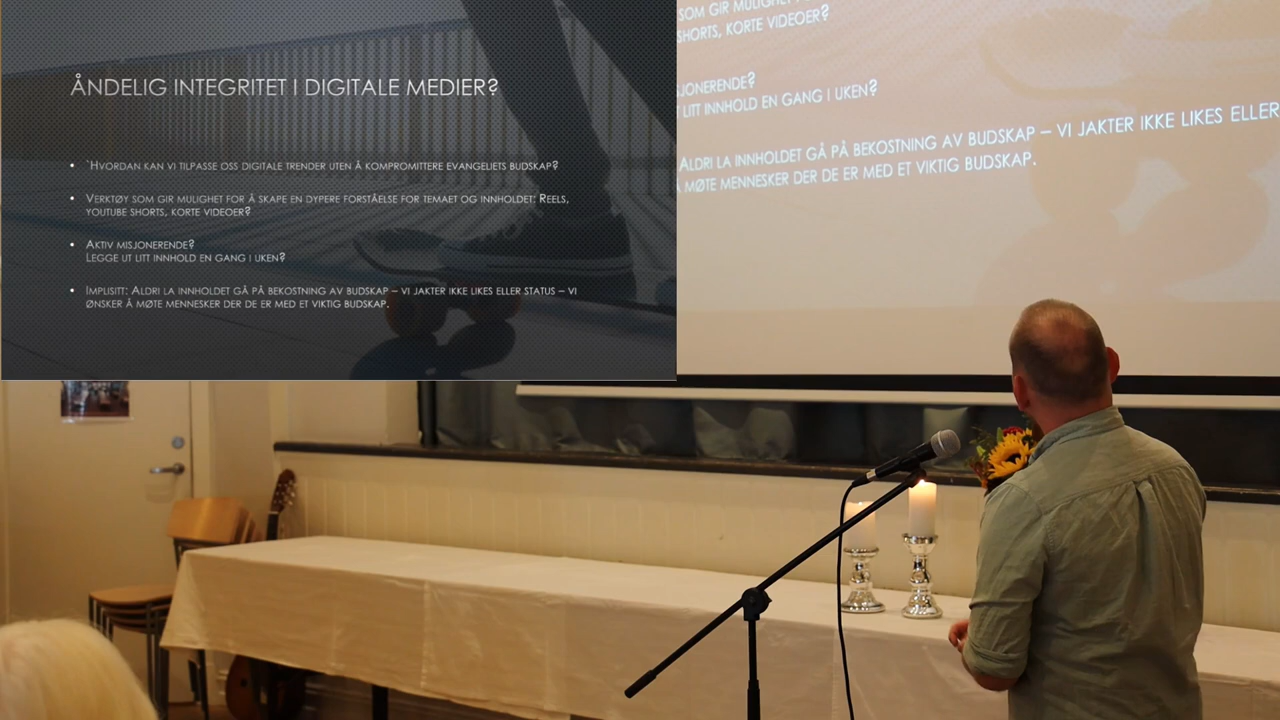 ÅNDELIG INTEGRITET I DIGITALE MEDIER?
• `HVORDAN KAN VI TILPASSE OSS DIGITALE TRENDER UTEN Å KOMPROMITTERE EVANGELIETS BUDSKAP?
• VERKTØY SOM GIR MULIGHET FOR Å SKAPE EN DYPERE FORSTÅELSE FOR TEMAET OG INNHOLDET: REELS,
YOUTUBE SHORTS, KORTE VIDEOER?
• AKTIV MISJONERENDE?
LEGGE UT LITT INNHOLD EN GANG I UKEN?
• IMPLISITT: ALDRI LA INNHOLDET GÅ PÅ BEKOSTNING AV BUDSKAP – VI JAKTER IKKE LIKES ELLER STATUS – VI
ØNSKER Å MØTE MENNESKER DER DE ER MED ET VIKTIG BUDSKAP.
SOM GIR MULIGHET
SHORTS, KORTE VIDEOER?
SJONERENDE?
LITT INNHOLD EN GANG I UKEN?
ALDRI LA INNHOLDET GÅ PÅ BEKOSTNING AV BUDSKAP – VI JAKTER IKKE LIKES ELLER
Å MØTE MENNESKER DER DE ER MED ET VIKTIG BUDSKAP.